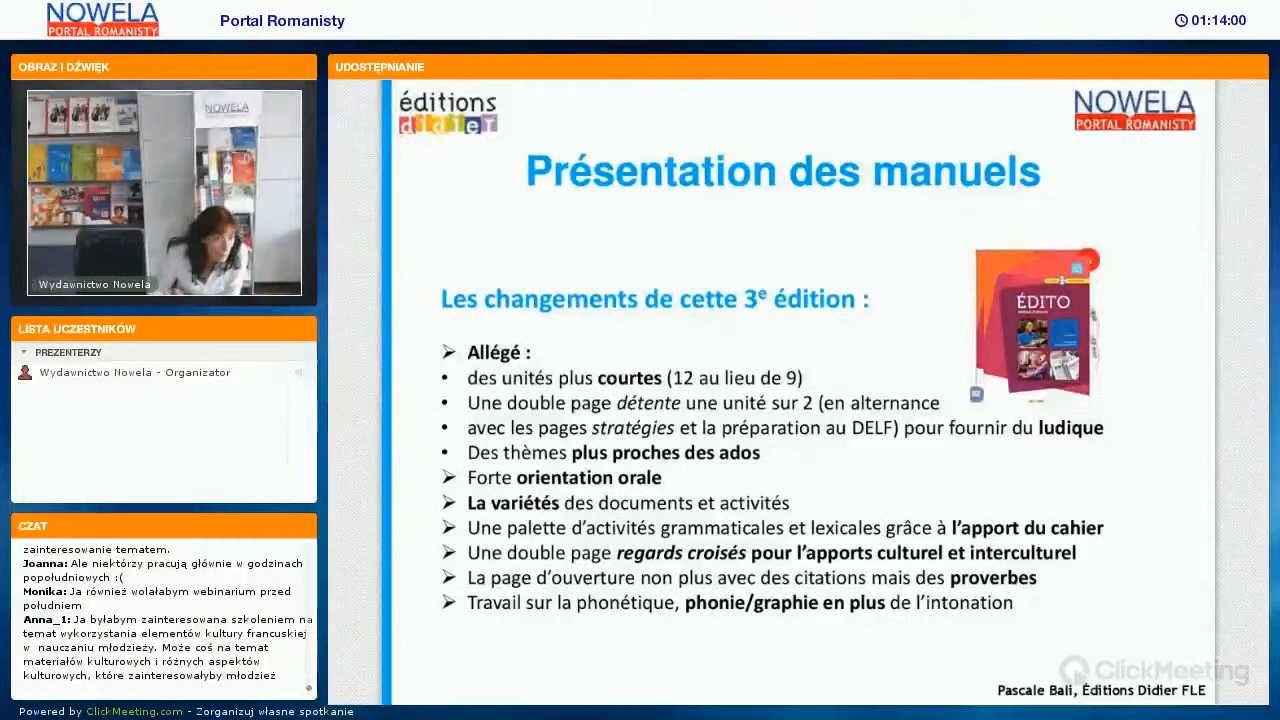 NOWELA
PORTAL ROMANISTY
Portal Romanisty
01:14:00
OBRAZ I DŹWIĘK
NOWELA
Wydawnictwo Nowela
LISTA UCZESTNIKÓW
PREZENTERZY
Wydawnictwo Nowela - Organizator
CZAT
zainteresowanie tematem.
Joanna: Ale niektórzy pracują głównie w godzinach
popołudniowych :(
Monika: Ja również wolałabym webinarium przed
południem
Anna_1: Ja byłabym zainteresowana szkoleniem na
temat wykorzystania elementów kultury francuskiej
w nauczaniu młodzieży. Może coś na temat
materiałów kulturowych i różnych aspektów
kulturowych, które zainteresowałyby młodzież
UDOSTĘPNIANIE
éditions
didier
NOWELA
PORTAL ROMANISTY
Présentation des manuels
Les changements de cette 3e édition :
ÉDITO
➢ Allégé :
• des unités plus courtes (12 au lieu de 9)
• Une double page détente une unité sur 2 (en alternance
• avec les pages stratégies et la préparation au DELF) pour fournir du ludique
• Des thèmes plus proches des ados
➢ Forte orientation orale
➢ La variétés des documents et activités
➢ Une palette d'activités grammaticales et lexicales grâce à l'apport du cahier
➢ Une double page regards croisés pour l'apports culturel et interculturel
➢ La page d'ouverture non plus avec des citations mais des proverbes
➢ Travail sur la phonétique, phonie/graphie en plus de l'intonation
ClickMeeting
Pascale Bali, Éditions Didier FLE
Powered by ClickMeeting.com - Zorganizuj własne spotkanie